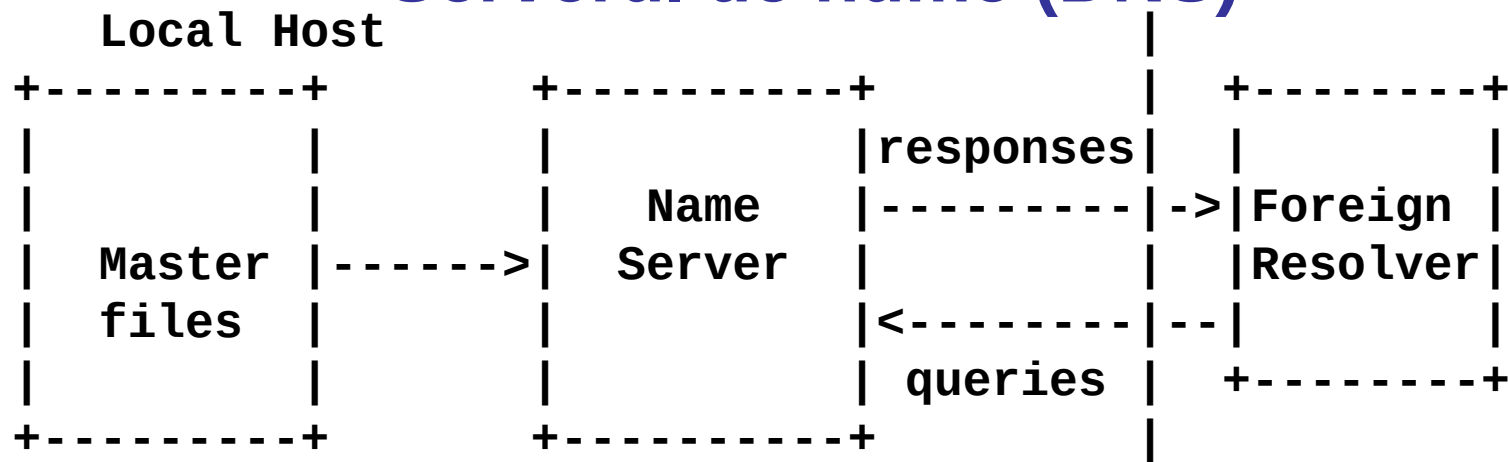 Local Host |
+---------+ +----------+ | +--------+
| | | |responses| | |
| | | Name |---------|->|Foreign |
| Master |------>| Server | | |Resolver|
| files | | |<--------|--| |
| | | | queries | +--------+
+---------+ +----------+ |